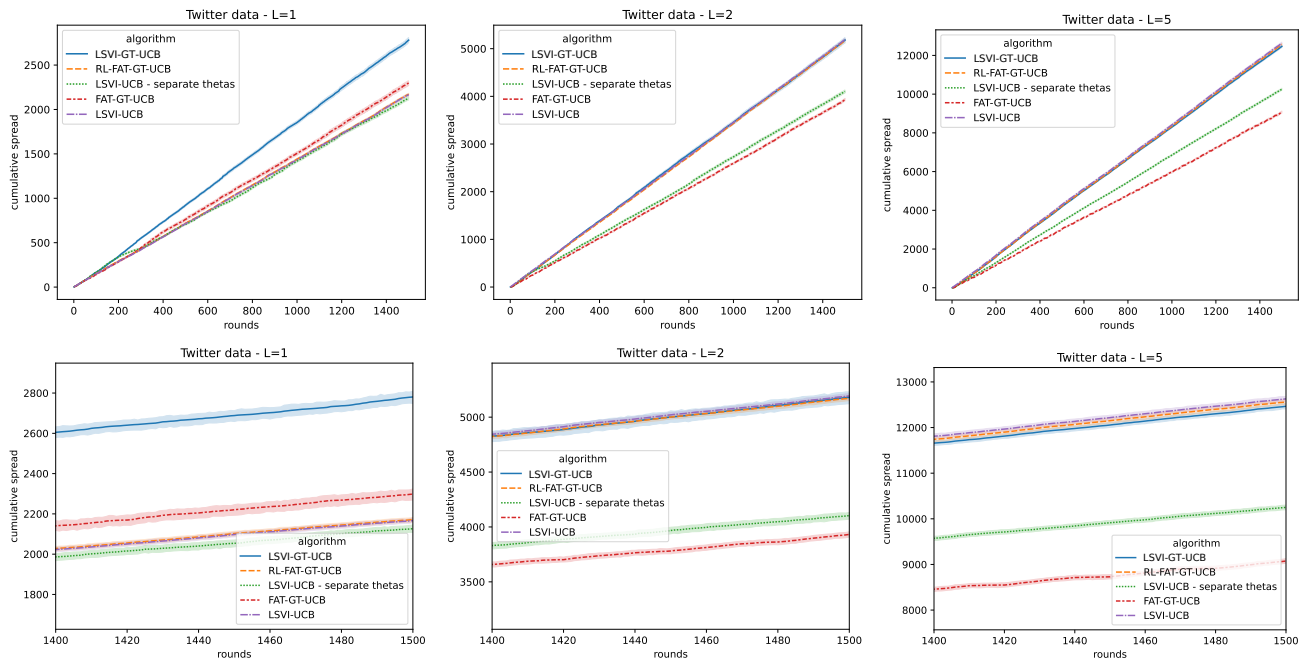 Twitter data - L=1
cumulative spread
2500
2000
1500
1000
500
0
algorithm
LSVI-GT-UCB
RL-FAT-GT-UCB
LSVI-UCB - separate thetas
FAT-GT-UCB
LSVI-UCB
0 200 400 600 800 1000 1200 1400
rounds
Twitter data - L=2
cumulative spread
5000
4000
3000
2000
1000
0
algorithm
LSVI-GT-UCB
RL-FAT-GT-UCB
LSVI-UCB - separate thetas
FAT-GT-UCB
LSVI-UCB
0 200 400 600 800 1000 1200 1400
rounds
Twitter data - L=5
cumulative spread
12000
10000
8000
6000
4000
2000
0
algorithm
LSVI-GT-UCB
RL-FAT-GT-UCB
LSVI-UCB - separate thetas
FAT-GT-UCB
LSVI-UCB
0 200 400 600 800 1000 1200 1400
rounds
Twitter data - L=1
cumulative spread
2800
2600
2400
2200
2000
1800
algorithm
LSVI-GT-UCB
RL-FAT-GT-UCB
LSVI-UCB - separate thetas
FAT-GT-UCB
LSVI-UCB
1400 1420 1440 1460 1480 1500
rounds
Twitter data - L=2
cumulative spread
5000
4500
4000
3500
algorithm
LSVI-GT-UCB
RL-FAT-GT-UCB
LSVI-UCB - separate thetas
FAT-GT-UCB
LSVI-UCB
1400 1420 1440 1460 1480 1500
rounds
Twitter data - L=5
cumulative spread
13000
12000
11000
10000
9000
8000
algorithm
LSVI-GT-UCB
RL-FAT-GT-UCB
LSVI-UCB - separate thetas
FAT-GT-UCB
LSVI-UCB
1400 1420 1440 1460 1480 1500
rounds